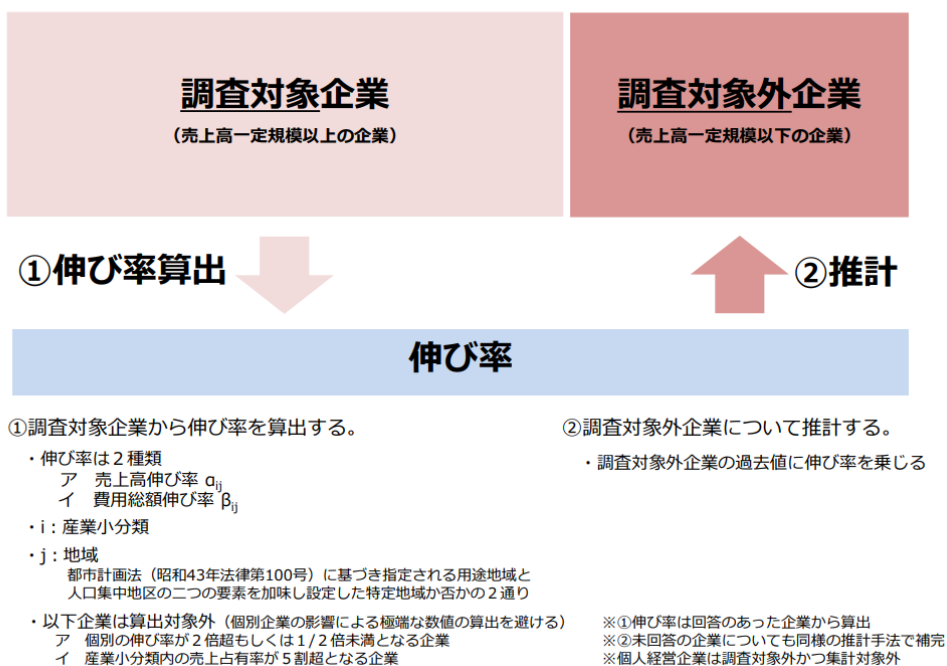 調査対象企業
（売上高一定規模以上の企業）
調査対象外企業
（売上高一定規模以下の企業）
①伸び率算出
②推計
伸び率
①調査対象企業から伸び率を算出する。
・伸び率は２種類
ア　売上高伸び率 αij
イ　費用総額伸び率 βij
・i：産業小分類
・j：地域
都市計画法（昭和43年法律第100号）に基づき指定される用途地域と
人口集中地区の二つの要素を加味し設定した特定地域か否かの２通り
・以下企業は算出対象外（個別企業の影響による極端な数値の算出を避ける）
ア　個別の伸び率が２倍超もしくは１/２倍未満となる企業
イ　産業小分類内の売上占有率が５割超となる企業
②調査対象外企業について推計する。
・調査対象外企業の過去値に伸び率を乗じる
※①伸び率は回答のあった企業から算出
※②未回答の企業についても同様の推計手法で補完
※個人経営企業は調査対象外かつ集計対象外